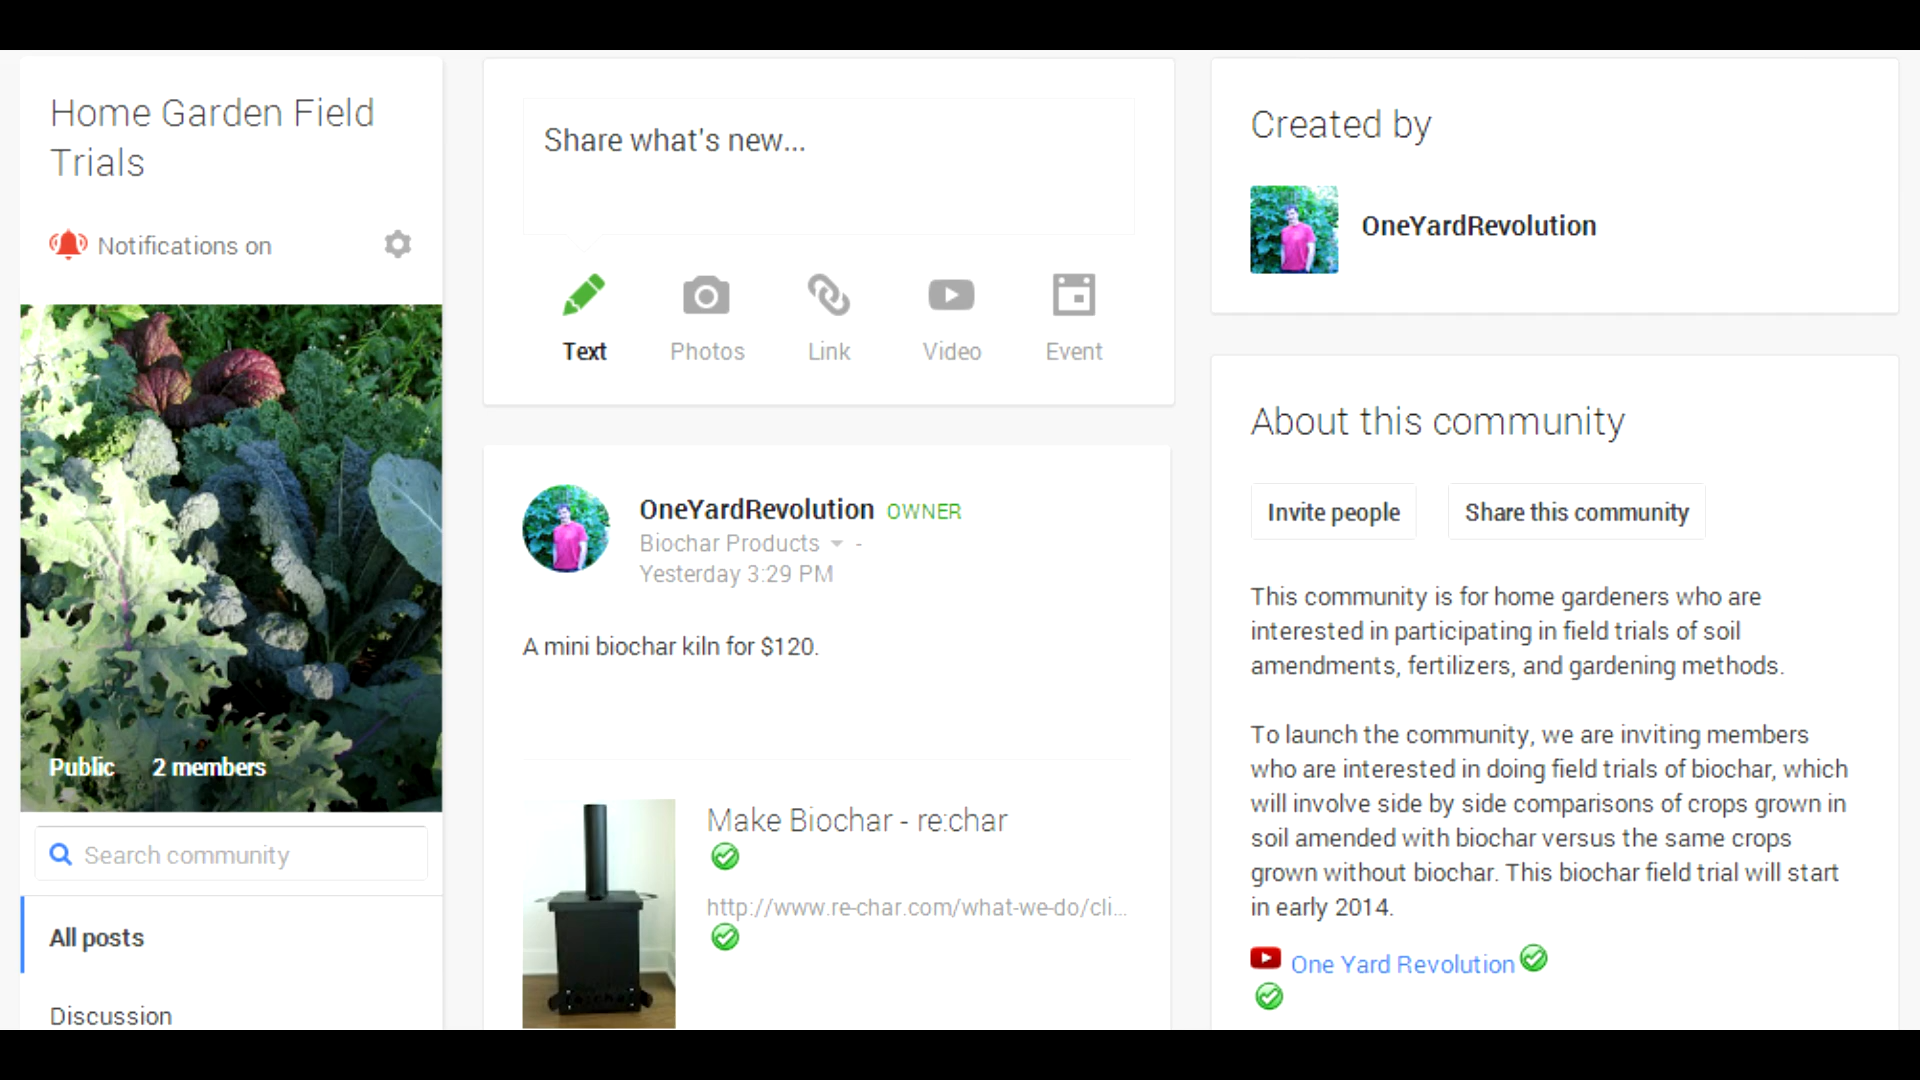 Home Garden Field
Trials
Notifications on
Public 2 members
Search community
All posts
Discussion
Share what's new...
Text Photos Link Video Event
OneYardRevolution OWNER
Biochar Products -
Yesterday 3:29 PM
A mini biochar kiln for $120.
Make Biochar - re:char
http://www.re-char.com/what-we-do/cli...
re:char
Created by
OneYardRevolution
About this community
Invite people Share this community
This community is for home gardeners who are
interested in participating in field trials of soil
amendments, fertilizers, and gardening methods.
To launch the community, we are inviting members
who are interested in doing field trials of biochar, which
will involve side by side comparisons of crops grown in
soil amended with biochar versus the same crops
grown without biochar. This biochar field trial will start
in early 2014.
One Yard Revolution